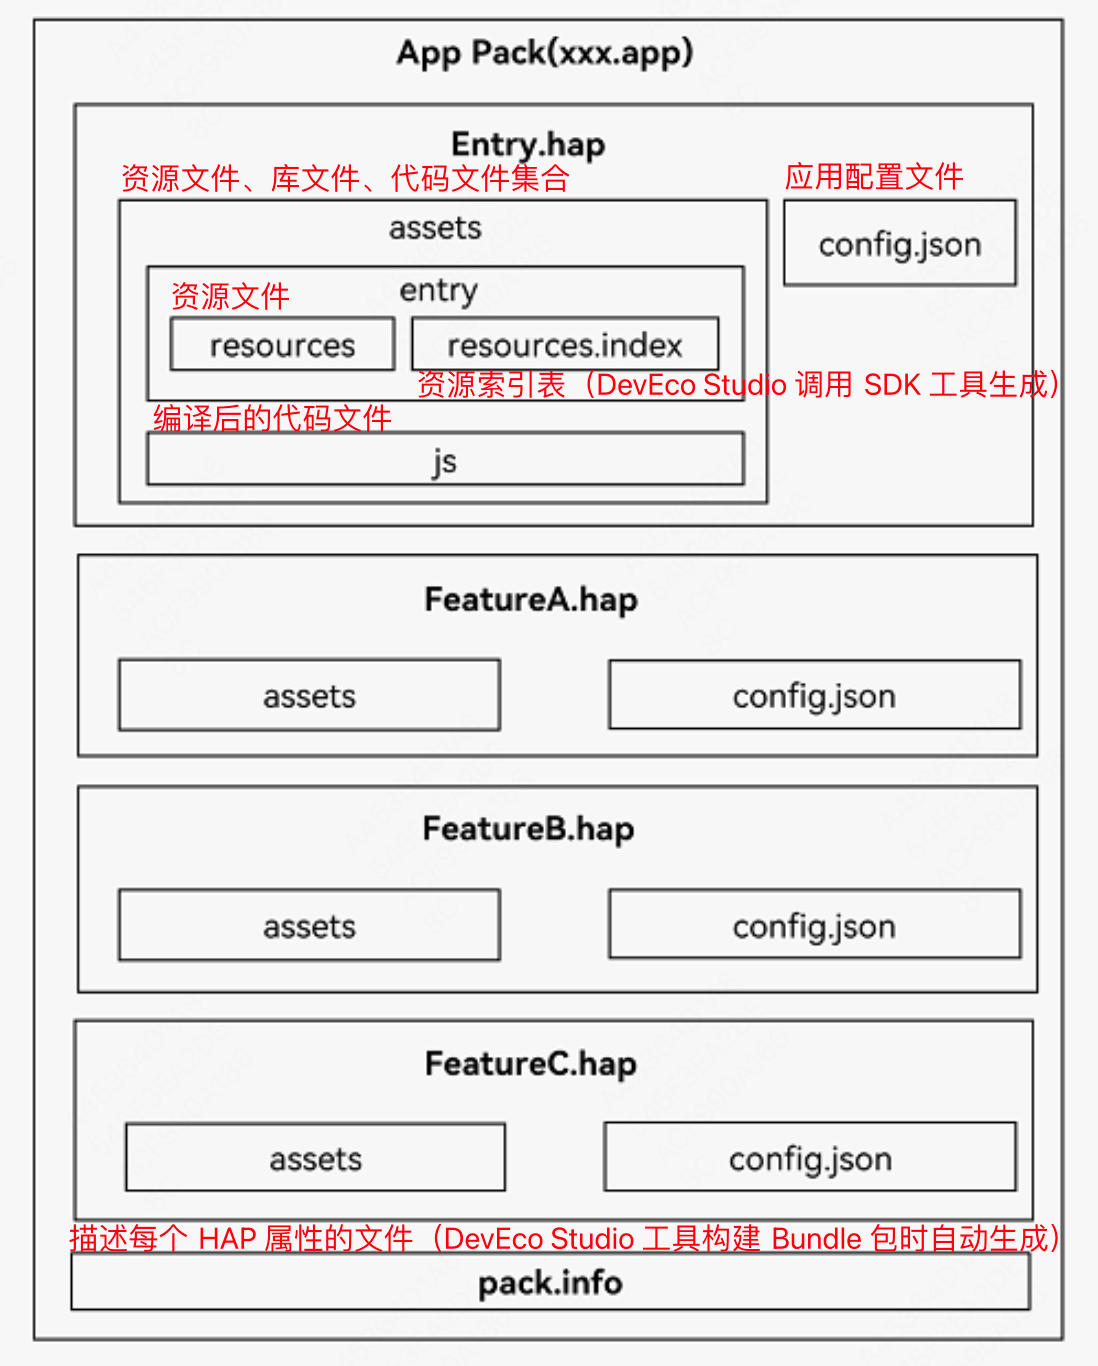 App Pack(xxx.app)
Entry.hap
资源文件、库文件、代码文件集合
应用配置文件
assets
config.json
资源文件
entry
resources
resources.index
资源索引表（DevEco Studio 调用 SDK 工具生成）
编译后的代码文件
js
FeatureA.hap
assets
config.json
FeatureB.hap
assets
config.json
FeatureC.hap
assets
config.json
描述每个 HAP 属性的文件（DevEco Studio 工具构建 Bundle 包时自动生成）
pack.info